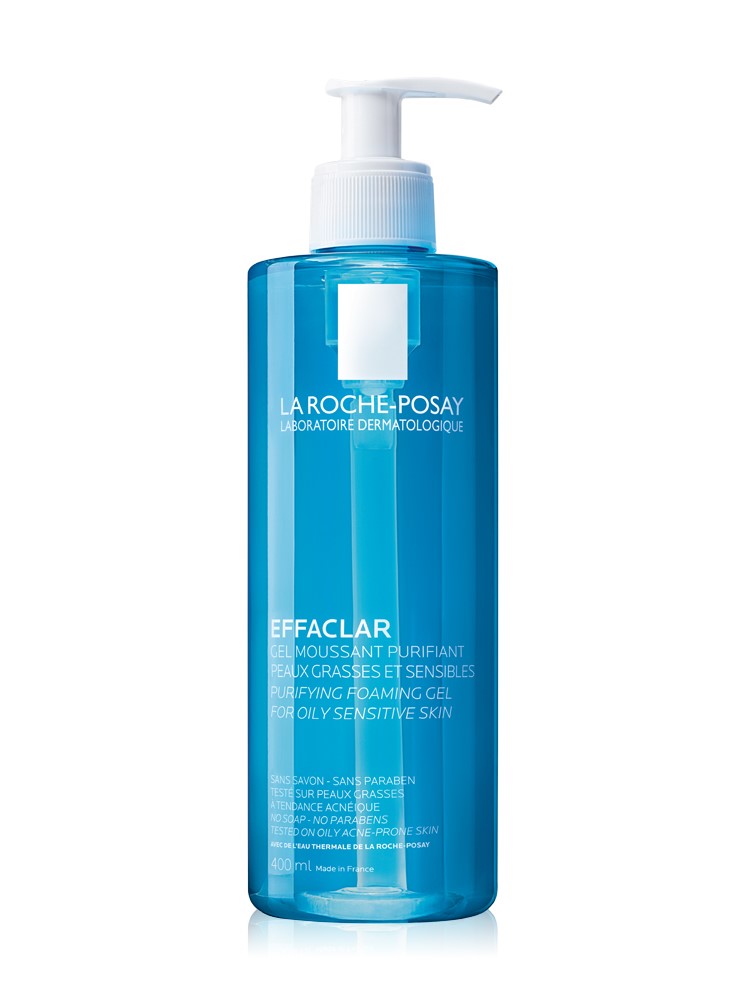 LA ROCHE-POSAY
LABORATOIRE DERMATOLOGIQUE
EFFACLAR
GEL MOUSSANT PURIFIANT
PEAUX GRASSES ET SENSIBLES
PURIFYING FOAMING GEL
FOR OILY SENSITIVE SKIN
SANS SAVON - SANS PARABEN
TESTÉ SUR PEAUX GRASSES
À TENDANCE ACNÉIQUE
NO SOAP - NO PARABENS
TESTED ON OILY ACNE-PRONE SKIN
AVEC DE L'EAU THERMALE DE LA ROCHE-POSAY
400 ml Made in France